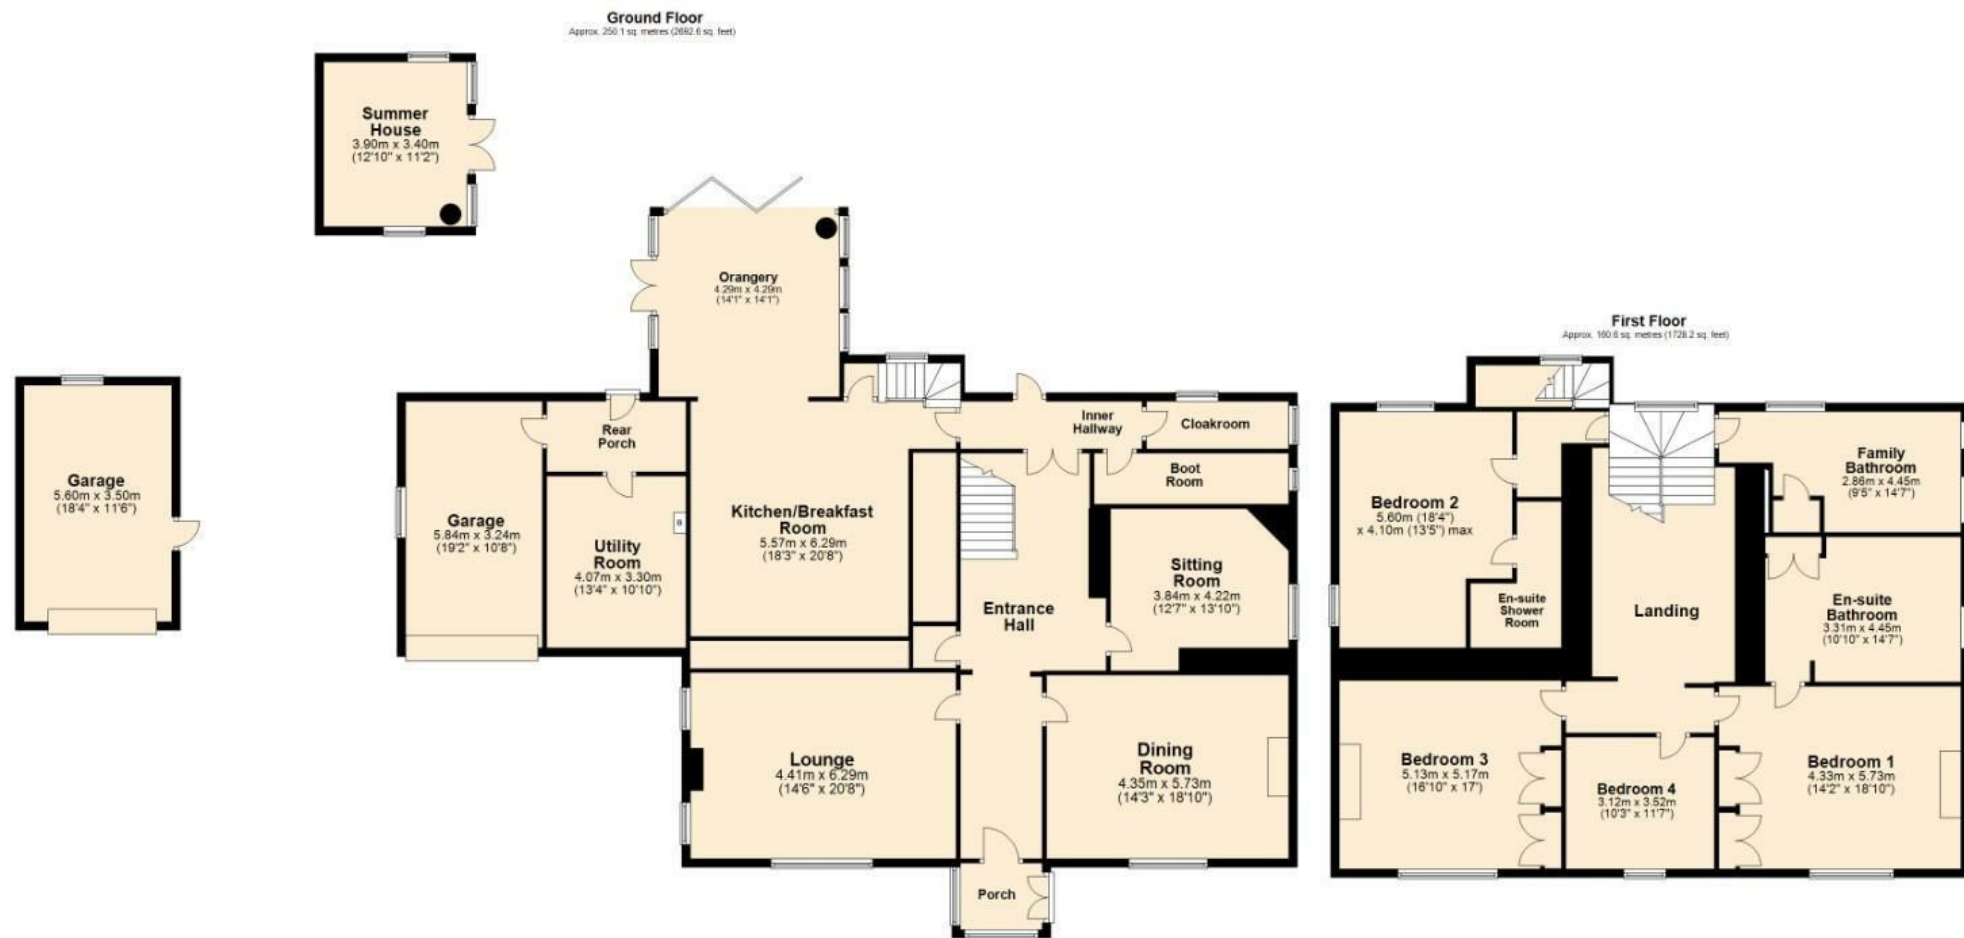 Ground Floor
Approx. 250.1 sq. metres (2692.6 sq. feet)
Summer
House
3.90m x 3.40m
(12'10" x 11'2")
Orangery
4.29m x 4.29m
(14'1" x 14'1")
Garage
5.60m x 3.50m
(18'4" x 11'6")
Garage
5.84m x 3.24m
(19'2" x 10'8")
Rear
Porch
Utility
Room
4.07m x 3.30m
(13'4" x 10'10")
Kitchen/Breakfast
Room
5.57m x 6.29m
(18'3" x 20'8")
Inner
Hallway
Cloakroom
Boot
Room
Sitting
Room
3.84m x 4.22m
(12'7" x 13'10")
Entrance
Hall
Lounge
4.41m x 6.29m
(14'6" x 20'8")
Dining
Room
4.35m x 5.73m
(14'3" x 18'10")
Porch
First Floor
Approx. 160.6 sq. metres (1728.2 sq. feet)
Bedroom 2
5.60m (18'4")
x 4.10m (13'5") max
Family
Bathroom
2.86m x 4.45m
(9'5" x 14'7")
En-suite
Shower
Room
Landing
En-suite
Bathroom
3.31m x 4.45m
(10'10" x 14'7")
Bedroom 3
5.13m x 5.17m
(16'10" x 17')
Bedroom 4
3.12m x 3.52m
(10'3" x 11'7")
Bedroom 1
4.33m x 5.73m
(14'2" x 18'10")